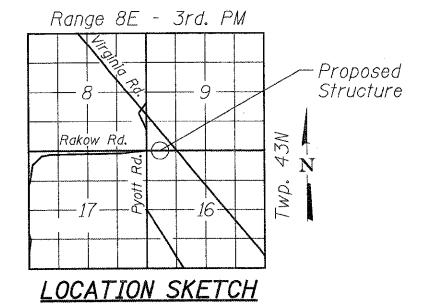 Range 8E - 3rd. PM
Virginia Rd.
8
9
Proposed
Structure
Rakow Rd.
Pyott Rd.
Twp. 43N
N
17
16
LOCATION SKETCH